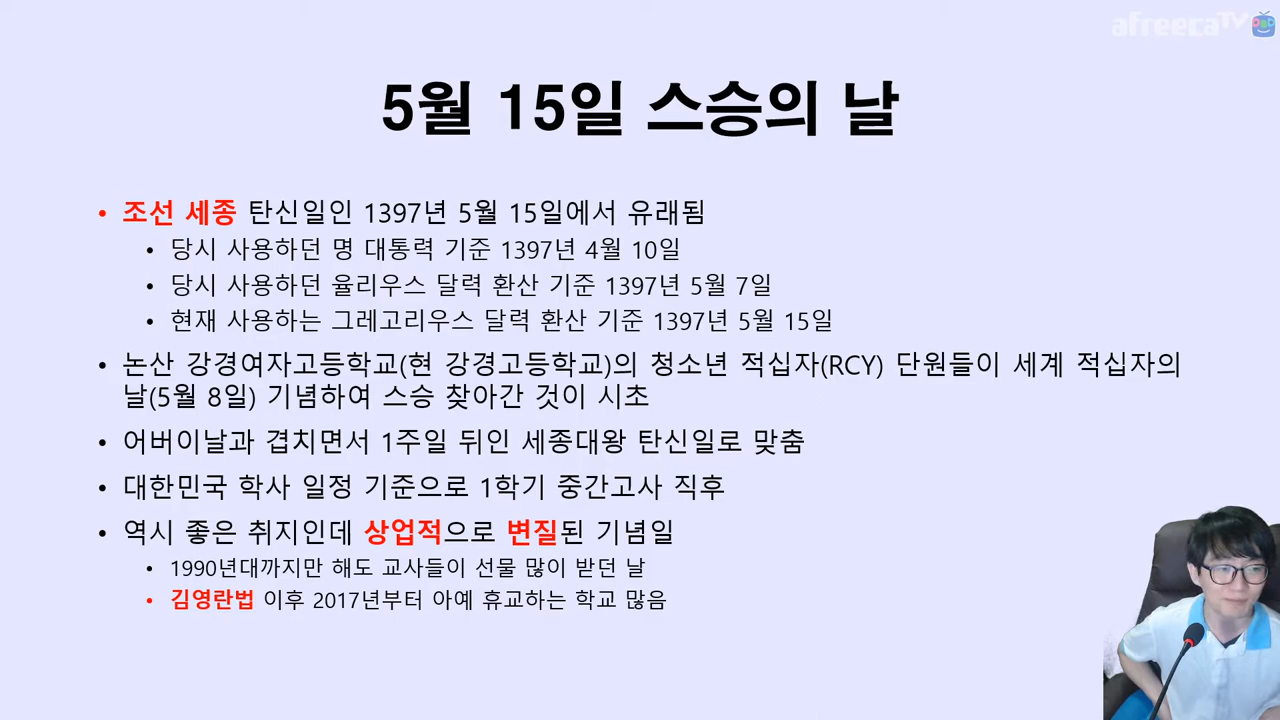 afreecaTV
5월 15일 스승의 날
• 조선 세종 탄신일인 1397년 5월 15일에서 유래됨
• 당시 사용하던 명 대통력 기준 1397년 4월 10일
• 당시 사용하던 율리우스 달력 환산 기준 1397년 5월 7일
• 현재 사용하는 그레고리우스 달력 환산 기준 1397년 5월 15일
• 논산 강경여자고등학교(현 강경고등학교)의 청소년 적십자(RCY) 단원들이 세계 적십자의
날(5월 8일) 기념하여 스승 찾아간 것이 시초
• 어버이날과 겹치면서 1주일 뒤인 세종대왕 탄신일로 맞춤
• 대한민국 학사 일정 기준으로 1학기 중간고사 직후
• 역시 좋은 취지인데 상업적으로 변질된 기념일
• 1990년대까지만 해도 교사들이 선물 많이 받던 날
• 김영란법 이후 2017년부터 아예 휴교하는 학교 많음